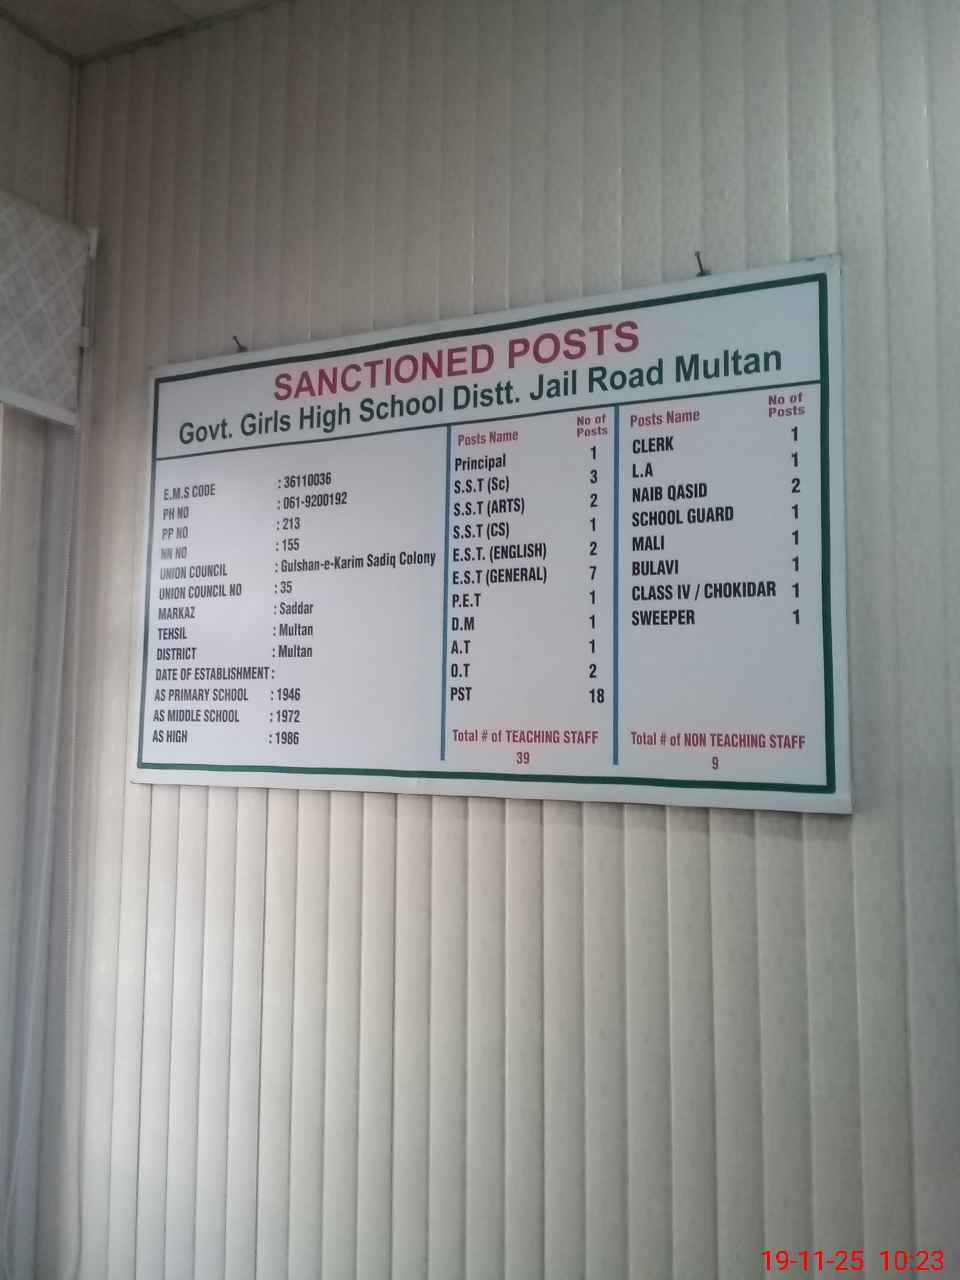 SANCTIONED POSTS
Govt. Girls High School Distt. Jail Road Multan
E.M.S CODE : 36110036
PH NO : 061-9200192
PP NO : 213
NN NO : 155
UNION COUNCIL : Gulshan-e-Karim Sadiq Colony
UNION COUNCIL NO : 35
MARKAZ : Saddar
TEHSIL : Multan
DISTRICT : Multan
DATE OF ESTABLISHMENT :
AS PRIMARY SCHOOL : 1946
AS MIDDLE SCHOOL : 1972
AS HIGH : 1986
Posts Name No of Posts
Principal 1
S.S.T (Sc) 3
S.S.T (ARTS) 2
S.S.T (CS) 1
E.S.T. (ENGLISH) 2
E.S.T (GENERAL) 7
P.E.T 1
D.M 1
A.T 1
O.T 2
PST 18
Total # of TEACHING STAFF
39
Posts Name No of Posts
CLERK 1
L.A 1
NAIB QASID 2
SCHOOL GUARD 1
MALI 1
BULAVI 1
CLASS IV / CHOKIDAR 1
SWEEPER 1
Total # of NON TEACHING STAFF
9
19-11-25 10:23